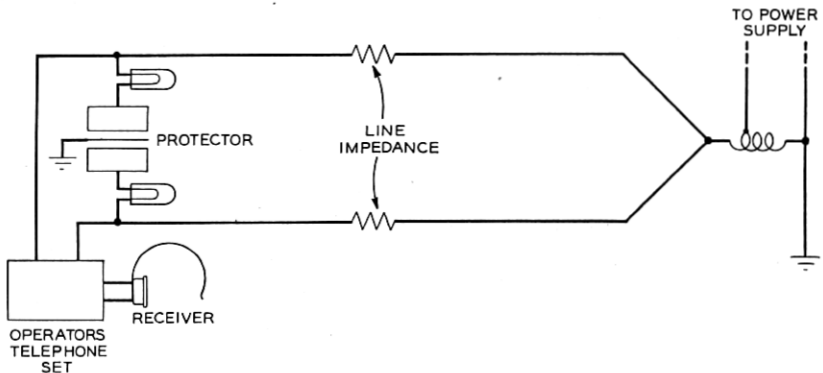 TO POWER
SUPPLY
PROTECTOR
LINE
IMPEDANCE
RECEIVER
OPERATORS
TELEPHONE
SET